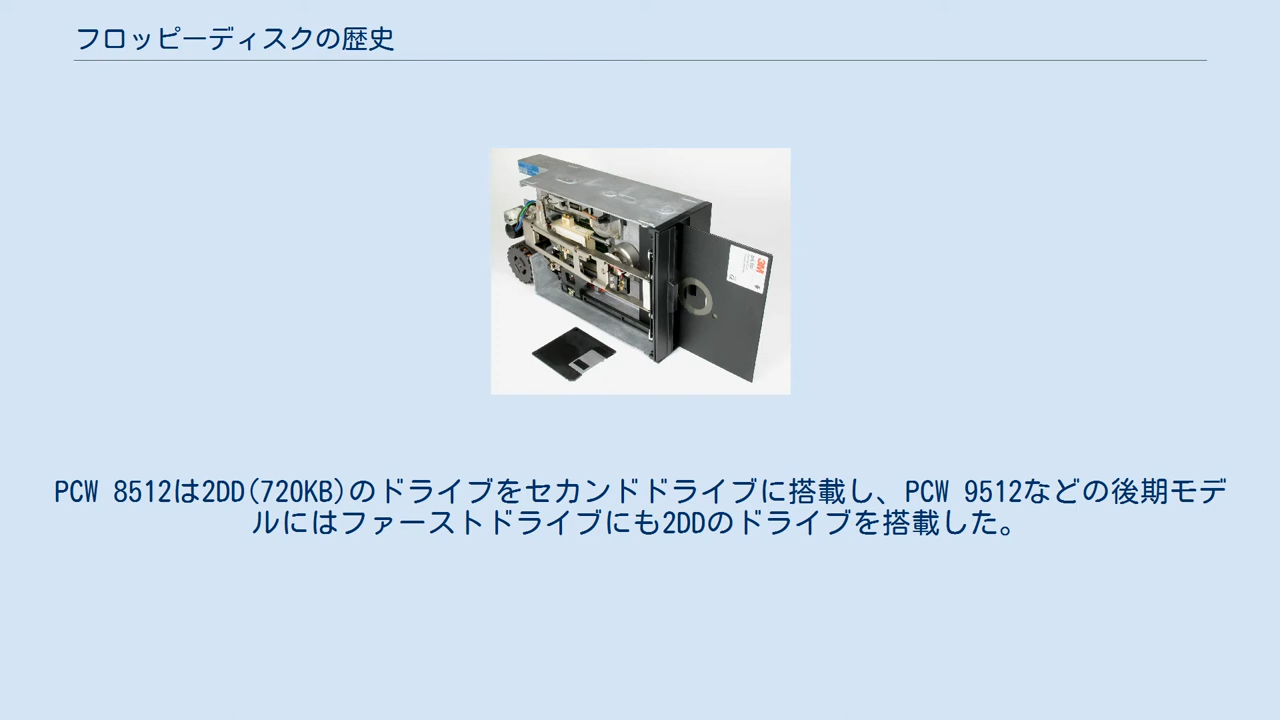 フロッピーディスクの歴史
3M
PCW 8512は2DD(720KB)のドライブをセカンドドライブに搭載し、PCW 9512などの後期モデ
ルにはファーストドライブにも2DDのドライブを搭載した。